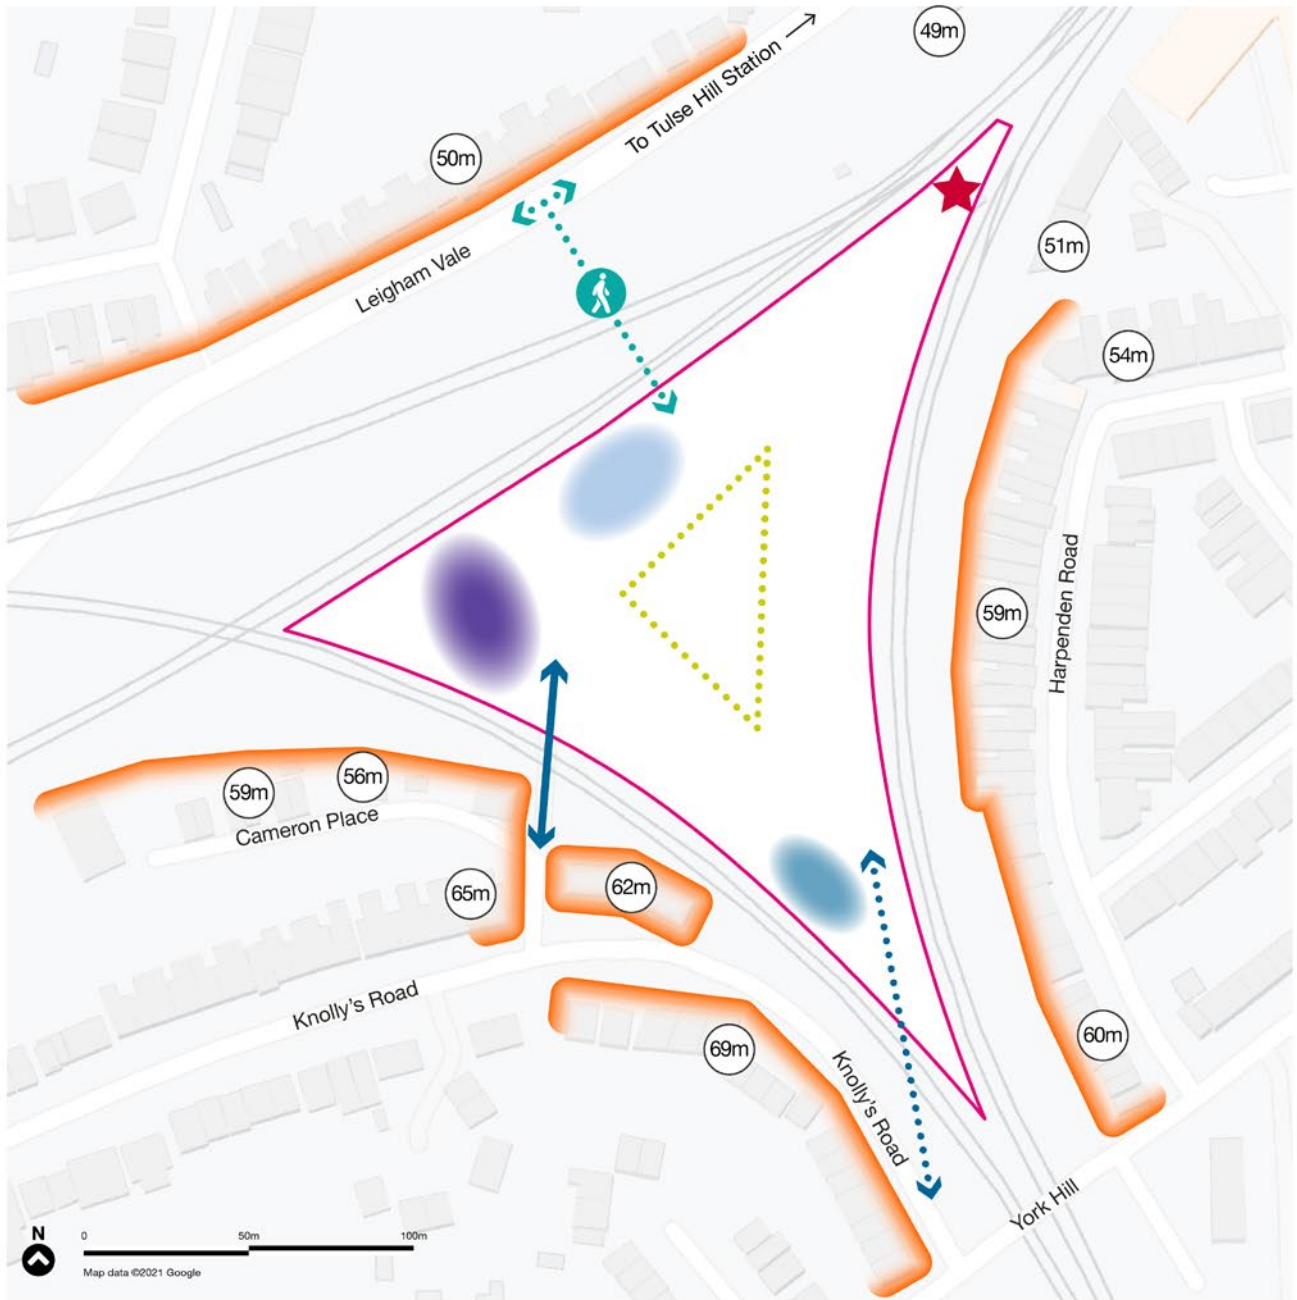 49m
To Tulse Hill Station
50m
Leigham Vale
51m
54m
59m
Harpenden Road
59m
56m
Cameron Place
65m
62m
Knolly's Road
69m
Knolly's Road
60m
York Hill
N
0 50m 100m
Map data ©2021 Google